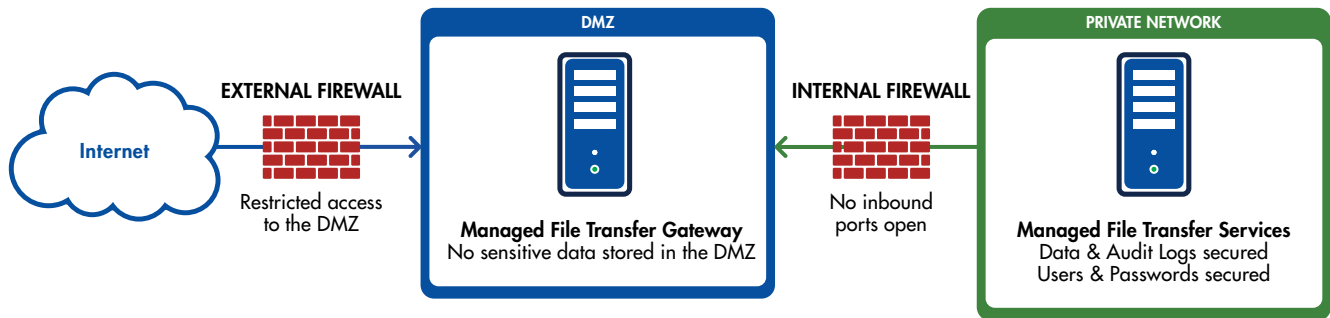 DMZ
PRIVATE NETWORK
EXTERNAL FIREWALL
INTERNAL FIREWALL
Internet
Restricted access
to the DMZ
No inbound
ports open
Managed File Transfer Gateway
No sensitive data stored in the DMZ
Managed File Transfer Services
Data & Audit Logs secured
Users & Passwords secured